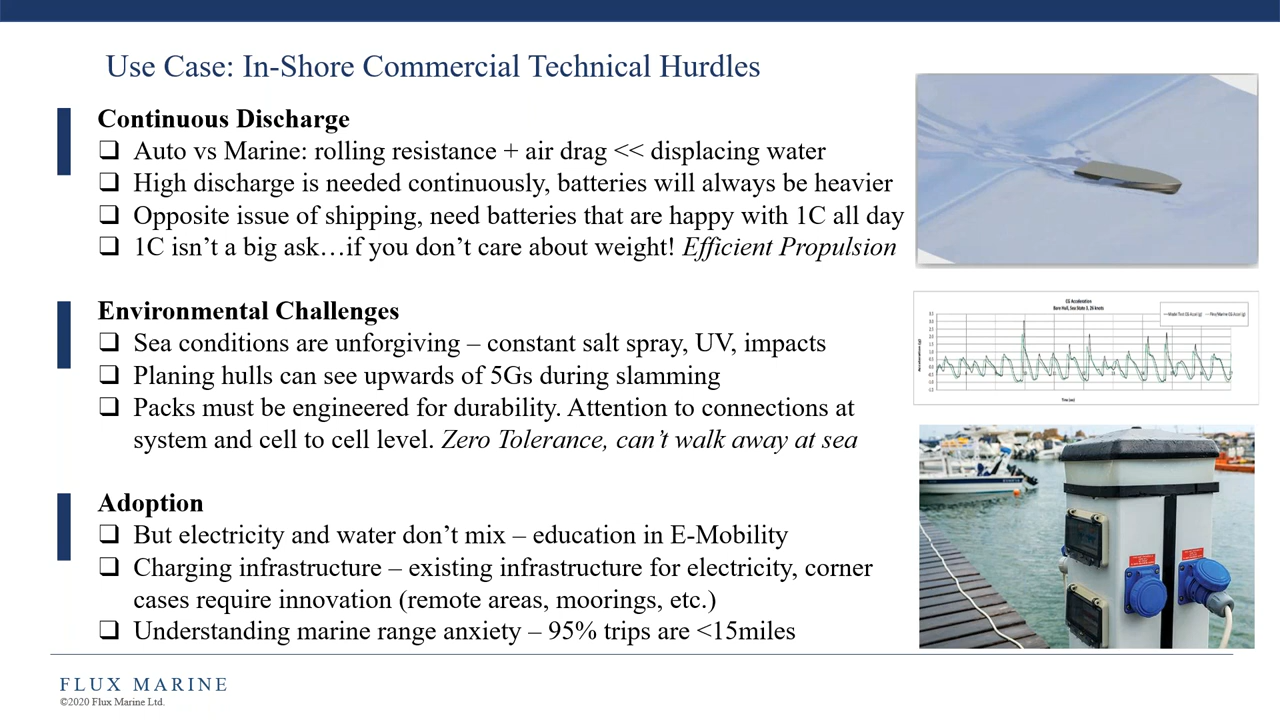 Use Case: In-Shore Commercial Technical Hurdles
Continuous Discharge
❑ Auto vs Marine: rolling resistance + air drag << displacing water
❑ High discharge is needed continuously, batteries will always be heavier
❑ Opposite issue of shipping, need batteries that are happy with 1C all day
❑ 1C isn't a big ask…if you don't care about weight! Efficient Propulsion
Environmental Challenges
❑ Sea conditions are unforgiving – constant salt spray, UV, impacts
❑ Planing hulls can see upwards of 5Gs during slamming
❑ Packs must be engineered for durability. Attention to connections at
system and cell to cell level. Zero Tolerance, can't walk away at sea
Adoption
❑ But electricity and water don't mix – education in E-Mobility
❑ Charging infrastructure – existing infrastructure for electricity, corner
cases require innovation (remote areas, moorings, etc.)
❑ Understanding marine range anxiety – 95% trips are <15miles
CG Acceleration
Time (sec)
FLUX MARINE
©2020 Flux Marine Ltd.